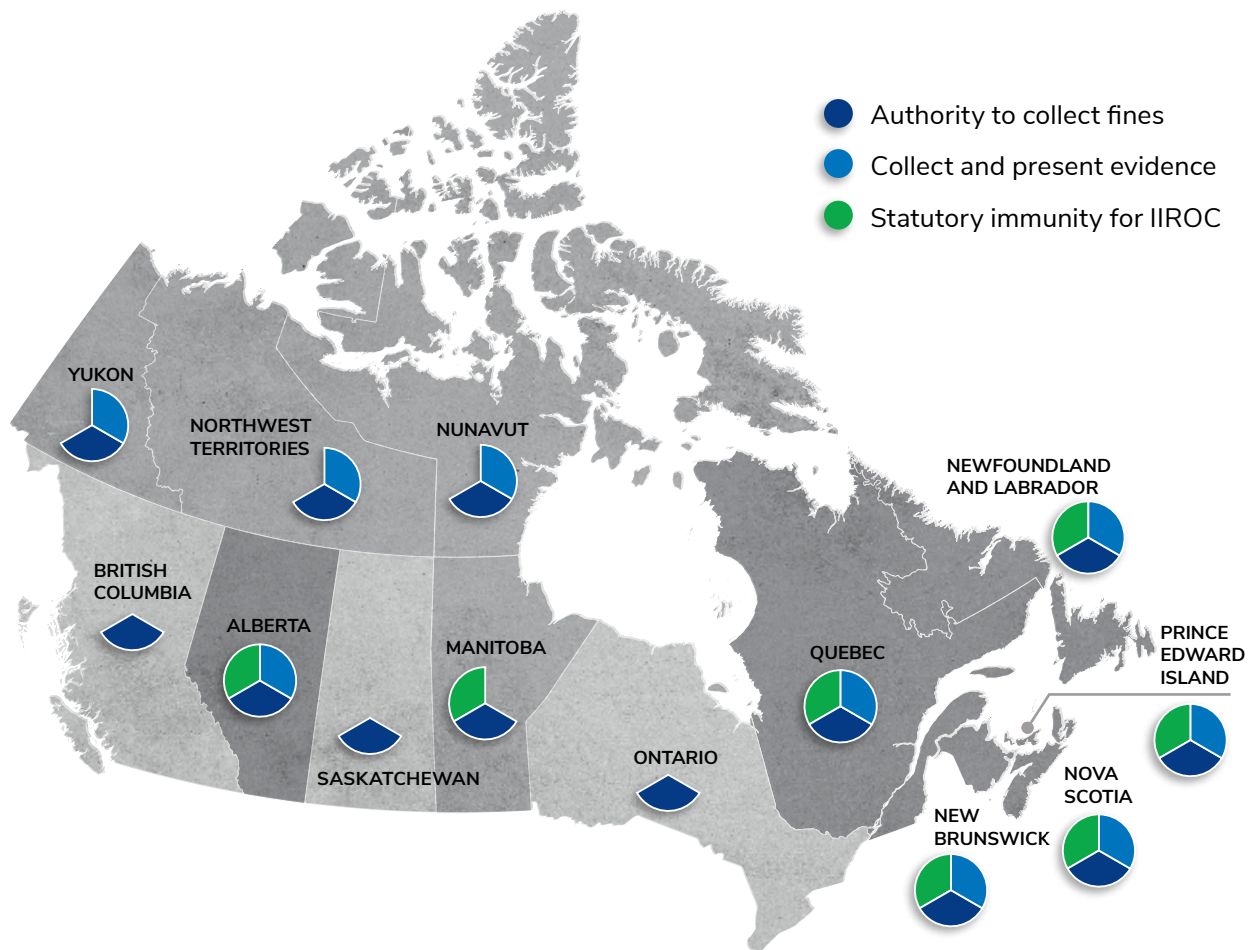 Authority to collect fines
Collect and present evidence
Statutory immunity for IIROC
YUKON
NORTHWEST
TERRITORIES
NUNAVUT
NEWFOUNDLAND
AND LABRADOR
BRITISH
COLUMBIA
ALBERTA
MANITOBA
QUEBEC
PRINCE
EDWARD
ISLAND
SASKATCHEWAN
ONTARIO
NOVA
SCOTIA
NEW
BRUNSWICK